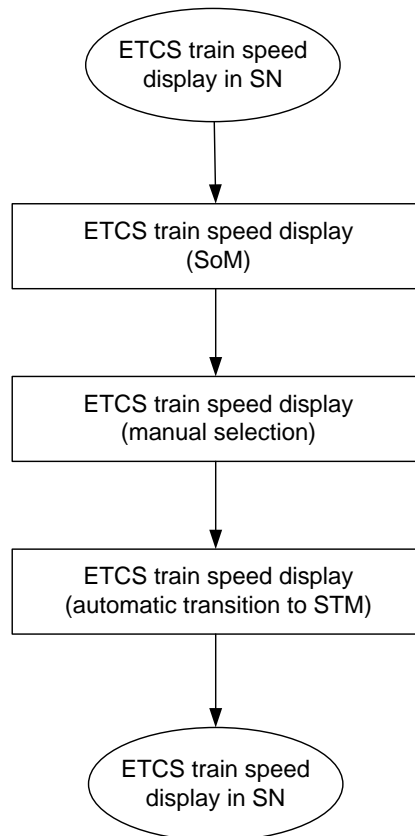 ETCS train speed
display in SN
ETCS train speed display
(SoM)
ETCS train speed display
(manual selection)
ETCS train speed display
(automatic transition to STM)
ETCS train speed
display in SN